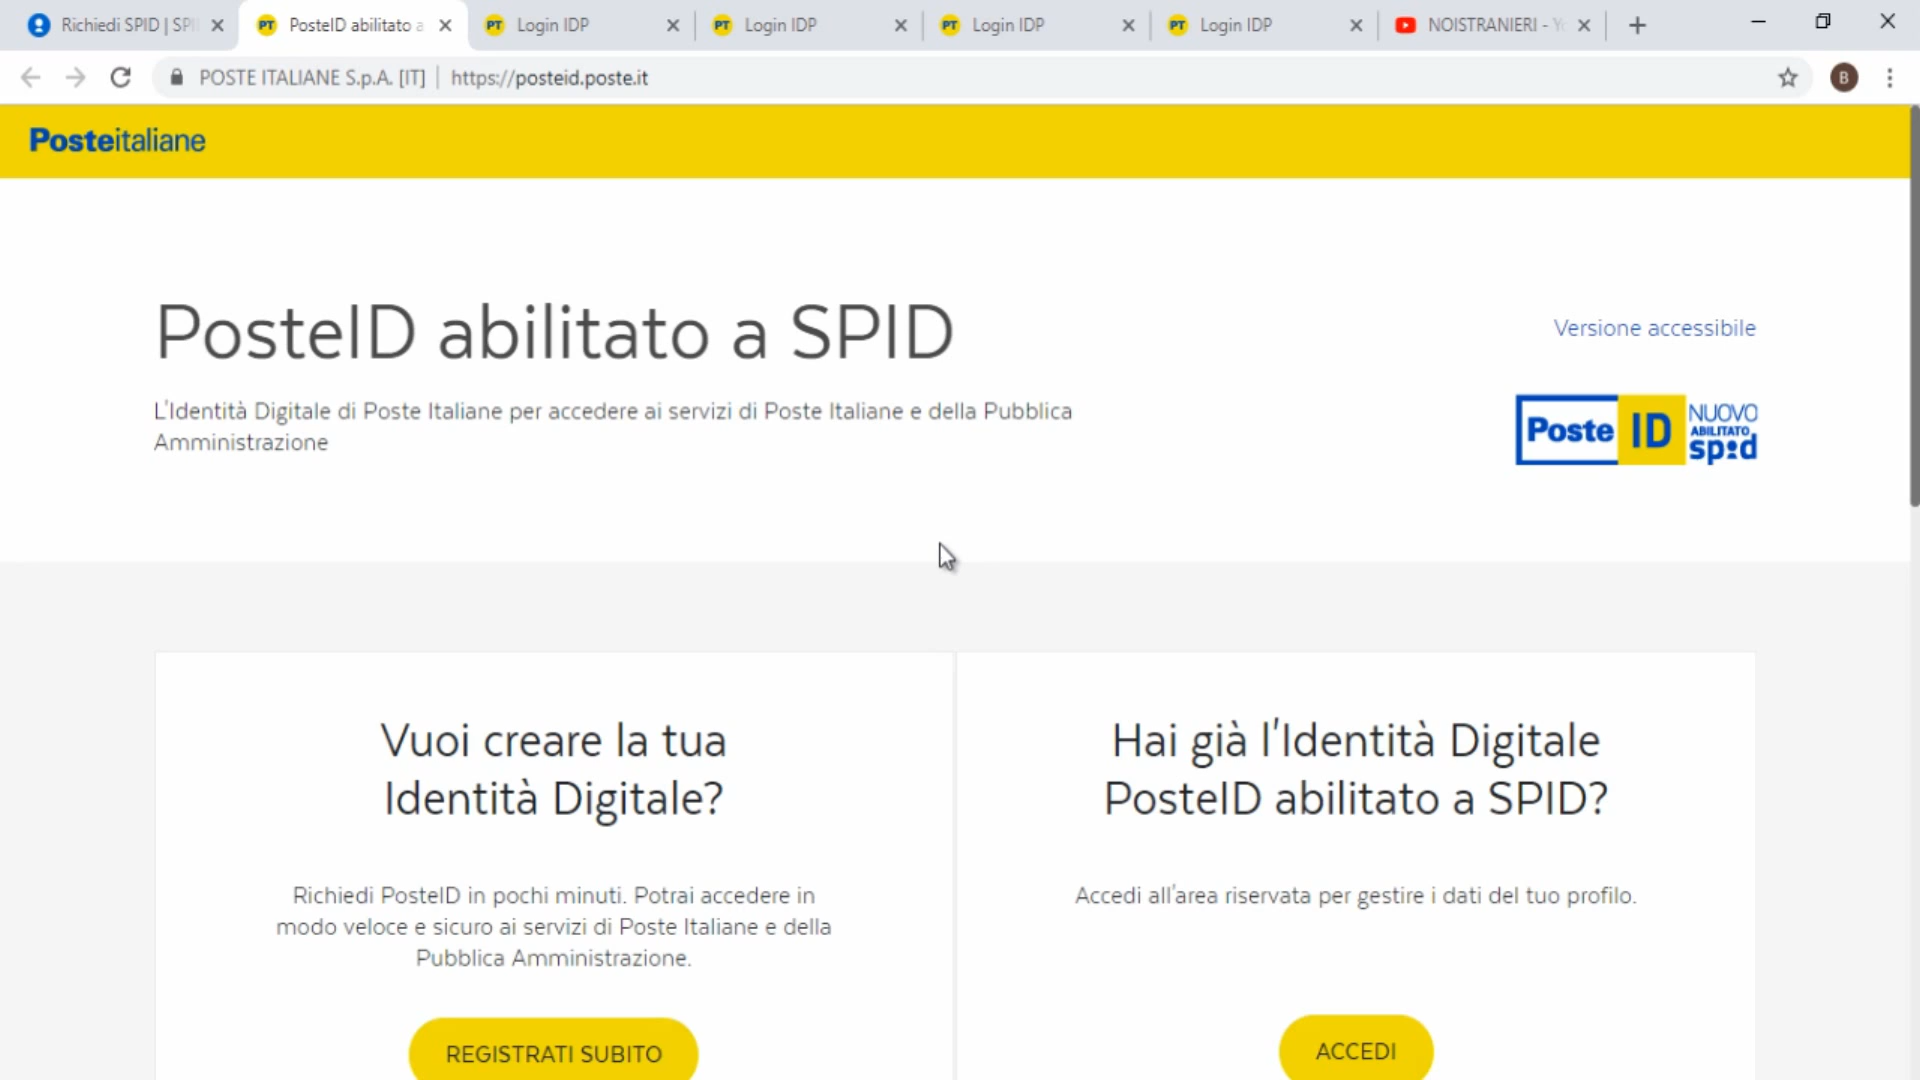 Richiedi SPID | SPI
PosteID abilitato a
Login IDP
Login IDP
Login IDP
Login IDP
NOISTRANIERI - Yo
POSTE ITALIANE S.p.A. [IT] | https://posteid.poste.it
B
Posteitaliane
PosteID abilitato a SPID
Versione accessibile
L'Identità Digitale di Poste Italiane per accedere ai servizi di Poste Italiane e della Pubblica
Amministrazione
Poste ID NUOVO
ABILITATO
spid
Vuoi creare la tua
Identità Digitale?
Richiedi PosteID in pochi minuti. Potrai accedere in
modo veloce e sicuro ai servizi di Poste Italiane e della
Pubblica Amministrazione.
REGISTRATI SUBITO
Hai già l'Identità Digitale
PosteID abilitato a SPID?
Accedi all'area riservata per gestire i dati del tuo profilo.
ACCEDI